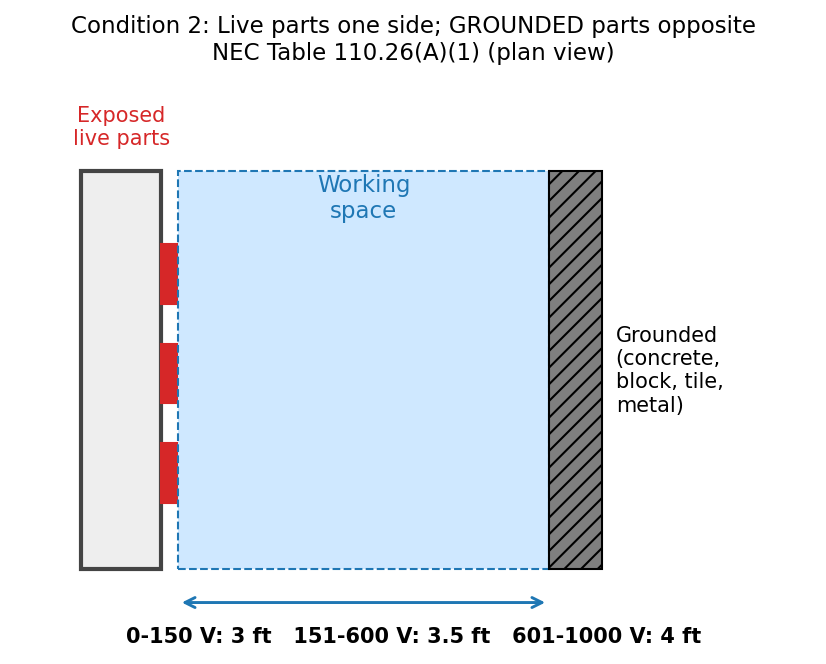 Condition 2: Live parts one side; GROUNDED parts opposite
NEC Table 110.26(A)(1) (plan view)
Exposed
live parts
Working
space
Grounded
(concrete,
block, tile,
metal)
0-150 V: 3 ft   151-600 V: 3.5 ft   601-1000 V: 4 ft